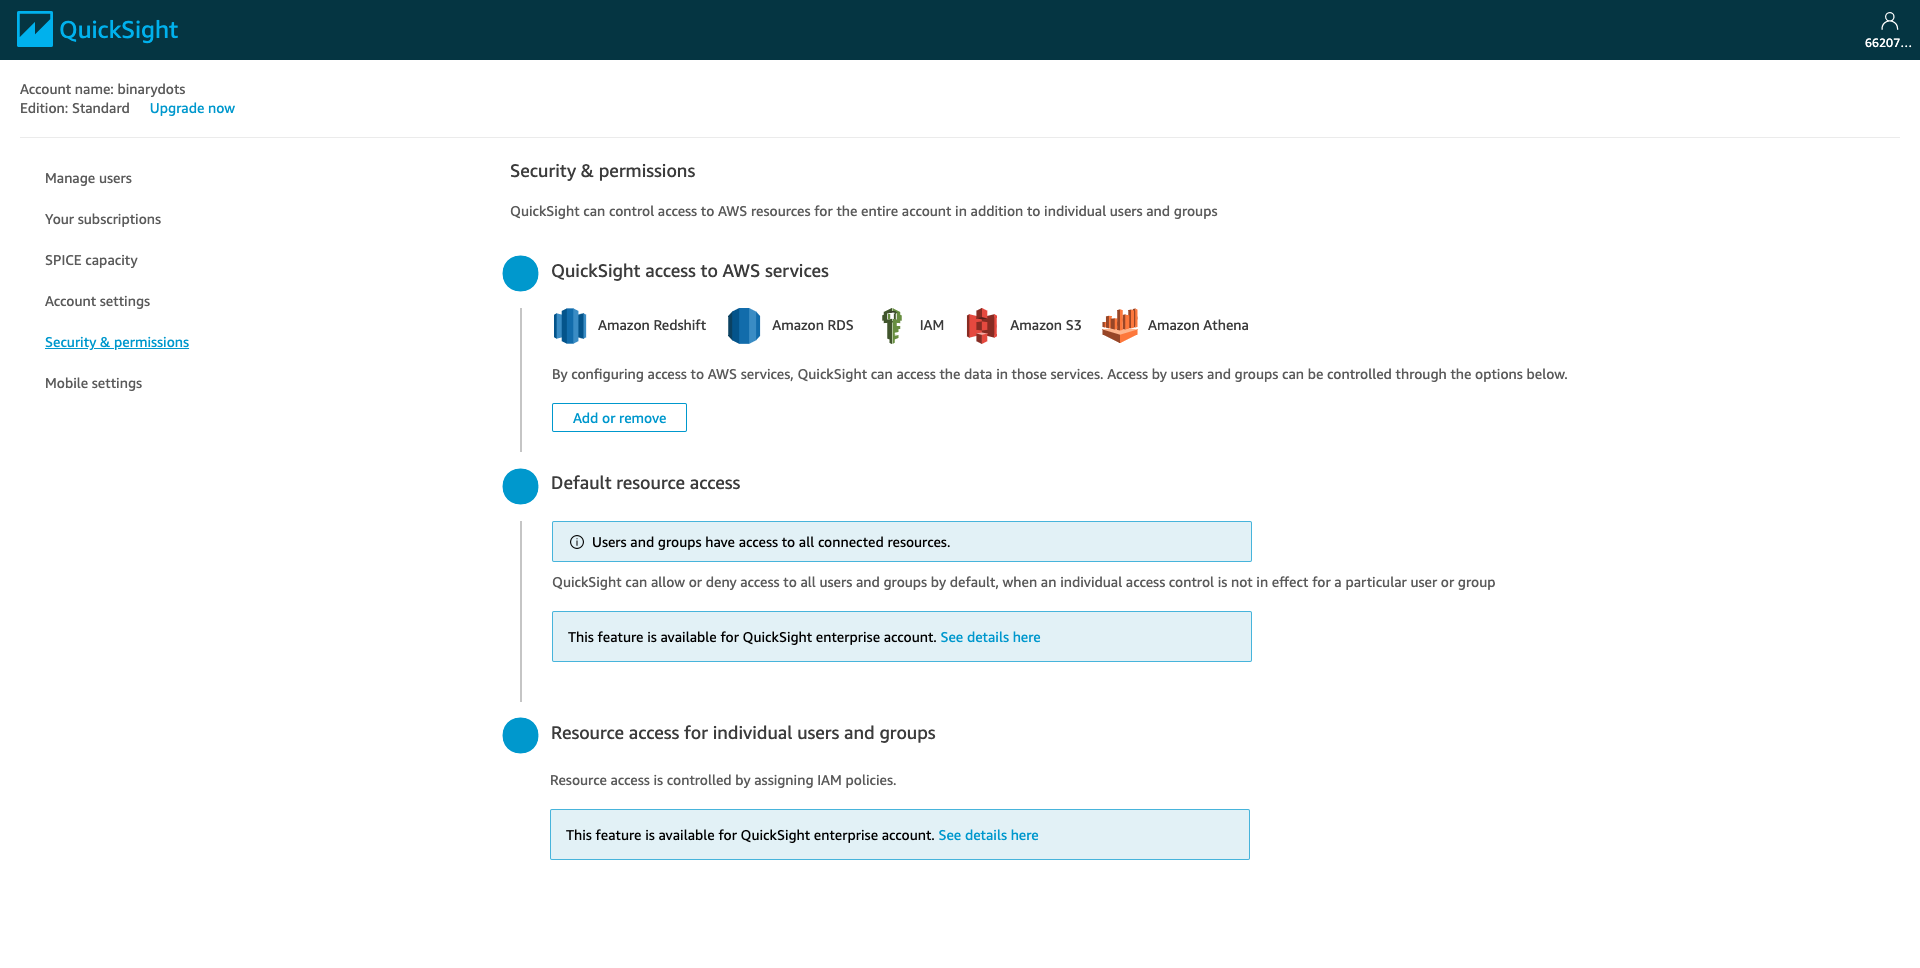 QuickSight
66207...
Account name: binarydots
Edition: Standard Upgrade now
Manage users
Your subscriptions
SPICE capacity
Account settings
Security & permissions
Mobile settings
Security & permissions
QuickSight can control access to AWS resources for the entire account in addition to individual users and groups
QuickSight access to AWS services
Amazon Redshift Amazon RDS IAM Amazon S3 Amazon Athena
By configuring access to AWS services, QuickSight can access the data in those services. Access by users and groups can be controlled through the options below.
Add or remove
Default resource access
Users and groups have access to all connected resources.
QuickSight can allow or deny access to all users and groups by default, when an individual access control is not in effect for a particular user or group
This feature is available for QuickSight enterprise account. See details here
Resource access for individual users and groups
Resource access is controlled by assigning IAM policies.
This feature is available for QuickSight enterprise account. See details here